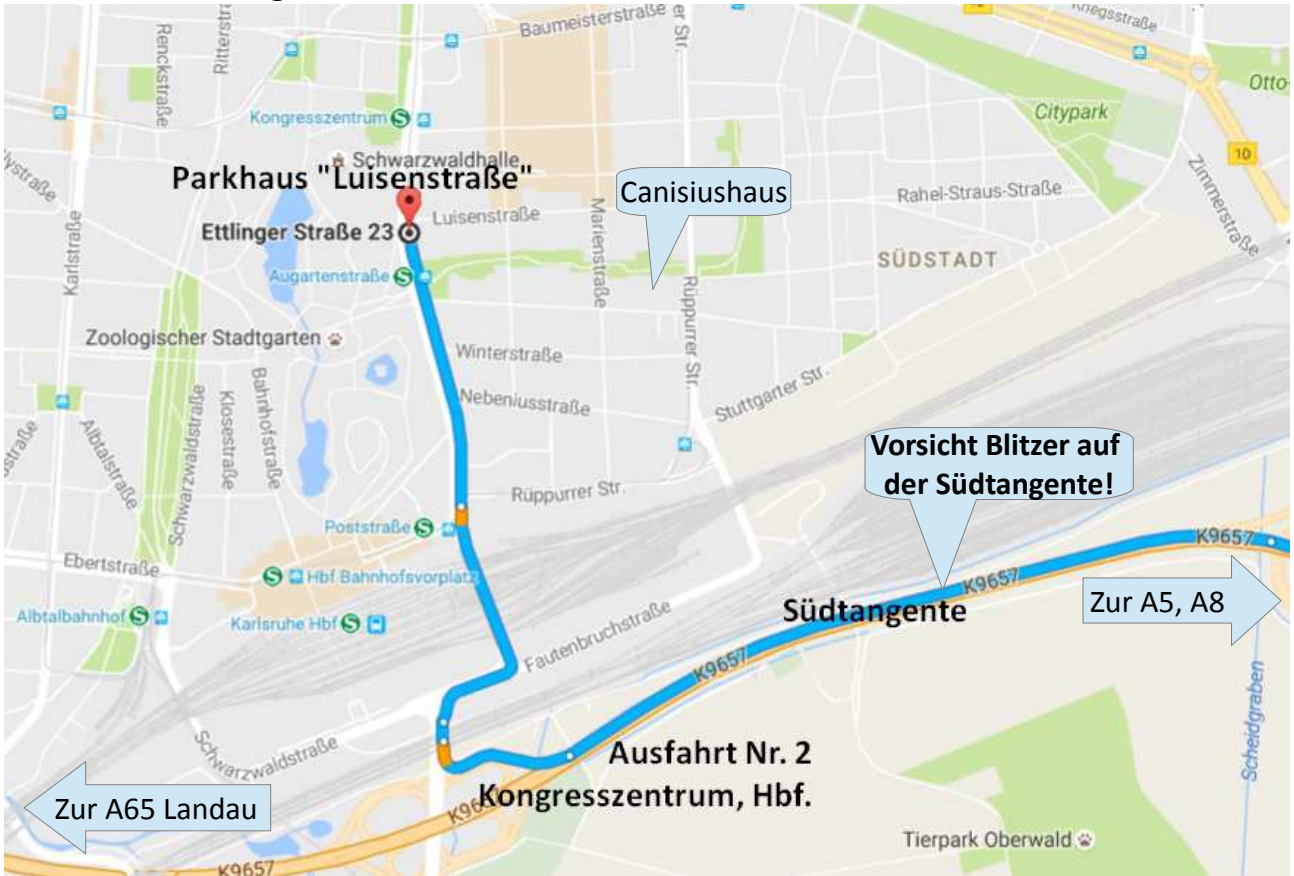 Baumeisterstraße
Kriegsstraße
Renckstraße
Otto
Kongresszentrum S
Citypark
10
Schwarzwaldhalle
Parkhaus "Luisenstraße"
Canisiushaus
10
Zimmerstraße
Rahel-Straus-Straße
Karlstraße
Luisenstraße
Marienstraße
Ettlinger Straße 23
Rüppurrer Str.
SÜDSTADT
Augartenstraße S
Zoologischer Stadtgarten
Winterstraße
Nebeniusstraße
Stuttgarter Str.
Schwarzwaldstraße
Klosestraße
Bahnhofstraße
Albtalstraße
Vorsicht Blitzer auf
der Südtangente!
Rüppurrer Str.
Poststraße S
K9657
Ebertstraße
S Hbf Bahnhofsvorplatz
K9657
Albtalbahnhof S
Karlsruhe Hbf S
Südtangente
Zur A5, A8
Fautenbruchstraße
K9657
Scheidgraben
Schwarzwaldstraße
Ausfahrt Nr. 2
Kongresszentrum, Hbf.
Zur A65 Landau
Tierpark Oberwald
K9657